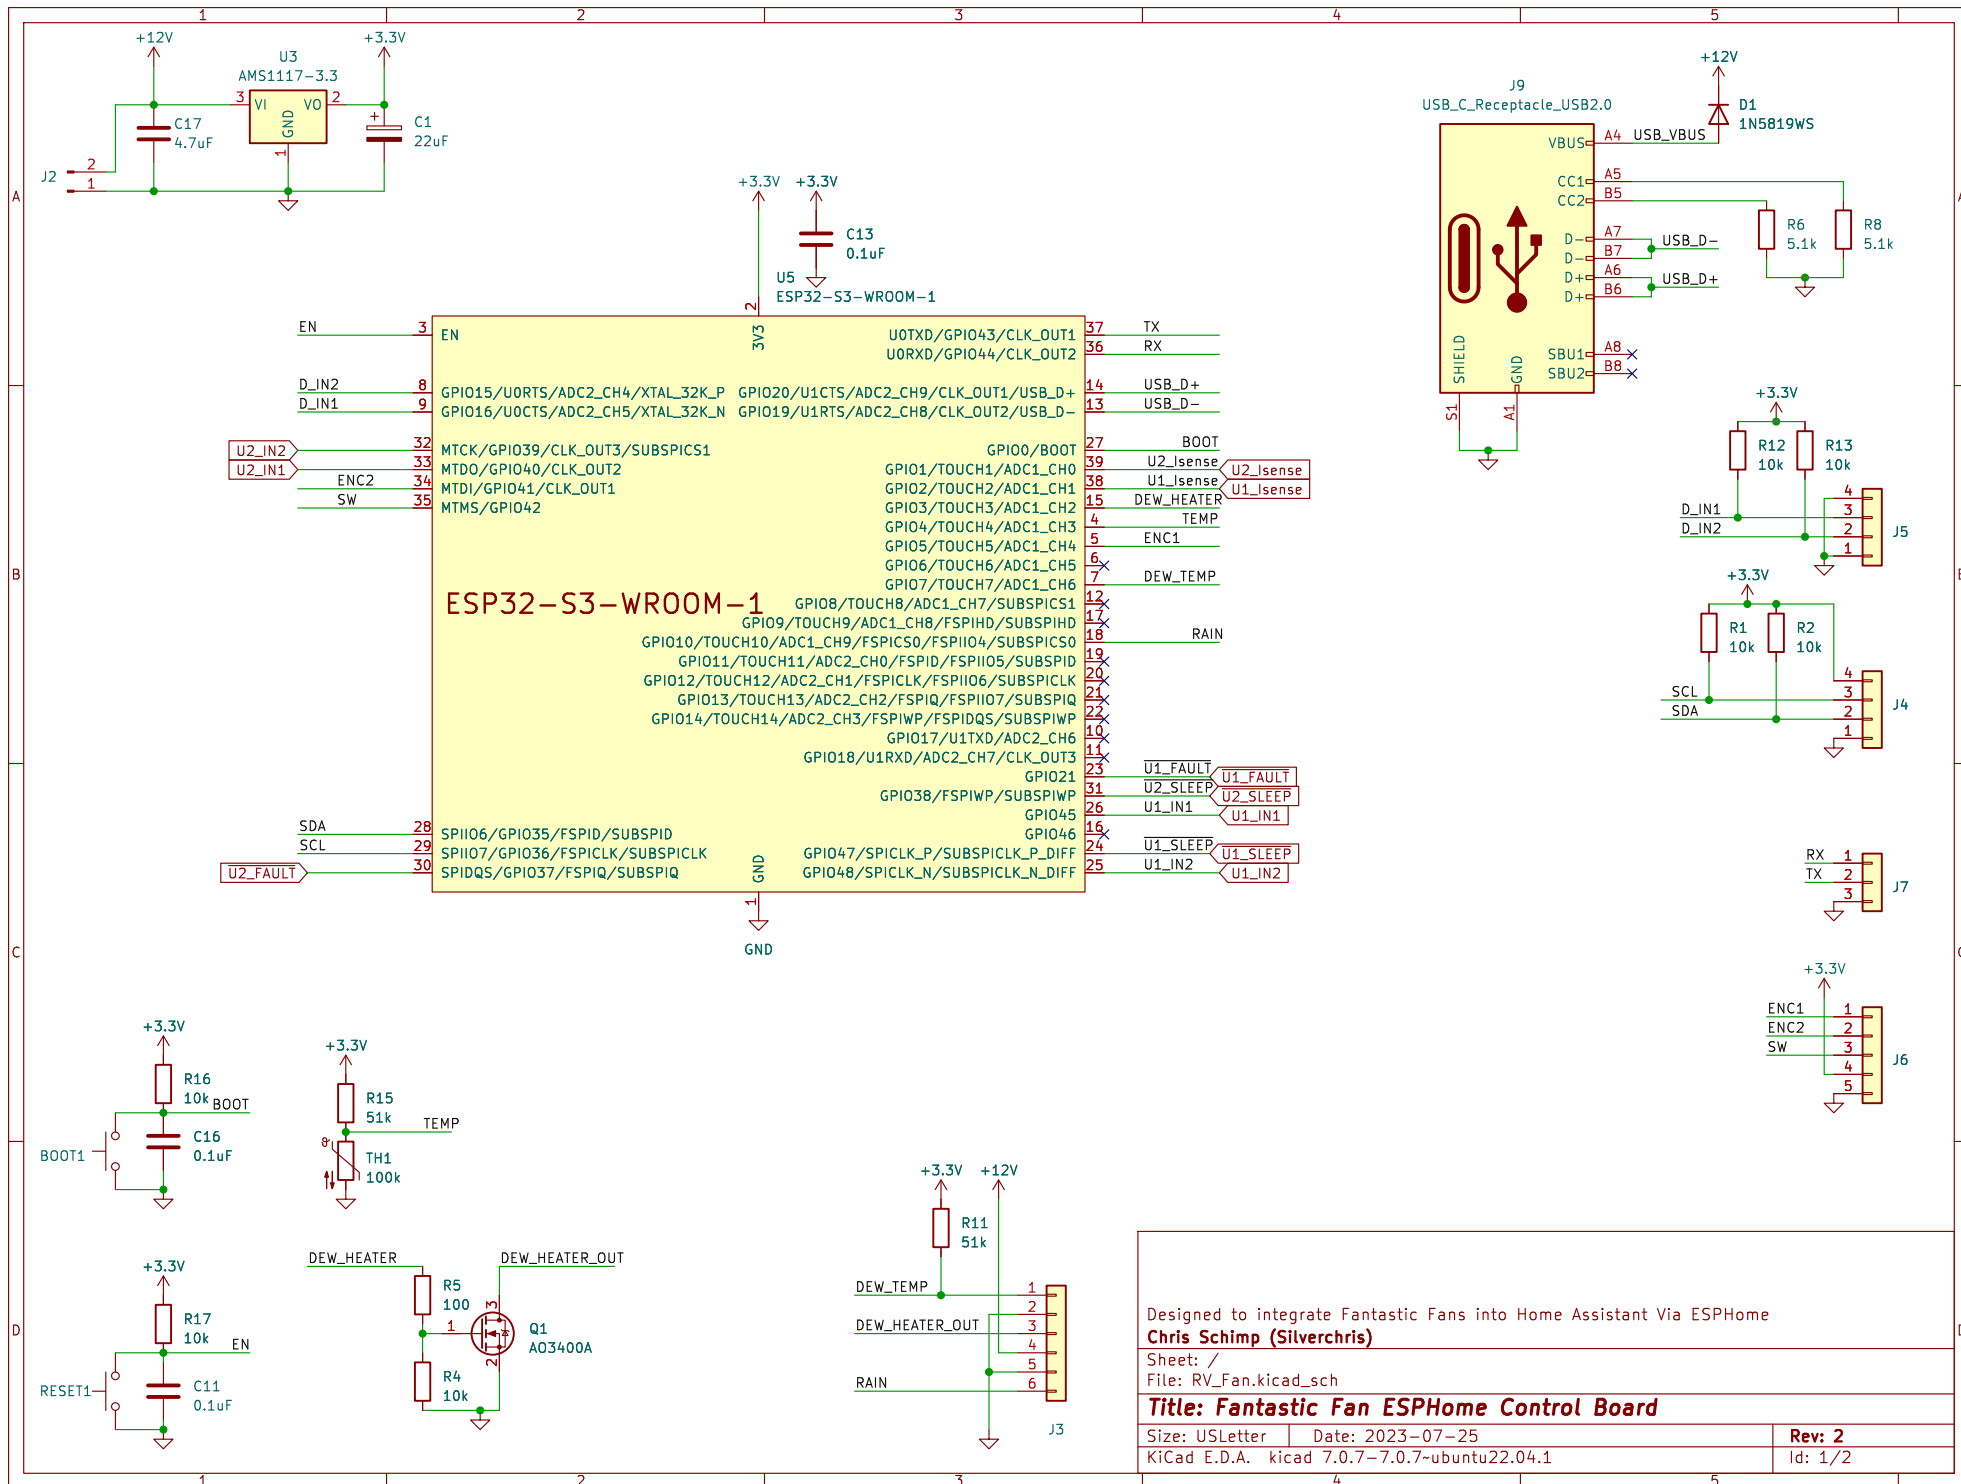 1 2 3 4 5
A
B
C
D
+12V
+3.3V
U3
AMS1117-3.3
3 VI VO 2
GND
1
C17
4.7uF
C1
22uF
J2
2
1
+3.3V +3.3V
C13
0.1uF
U5
ESP32-S3-WROOM-1
2
3V3
EN 3 EN
D_IN2 8 GPIO15/U0RTS/ADC2_CH4/XTAL_32K_P
D_IN1 9 GPIO16/U0CTS/ADC2_CH5/XTAL_32K_N
U2_IN2 32 MTCK/GPIO39/CLK_OUT3/SUBSPICS1
U2_IN1 33 MTDO/GPIO40/CLK_OUT2
ENC2 34 MTDI/GPIO41/CLK_OUT1
SW 35 MTMS/GPIO42
ESP32-S3-WROOM-1
SDA 28 SPIIO6/GPIO35/FSPID/SUBSPID
SCL 29 SPIIO7/GPIO36/FSPICLK/SUBSPICLK
U2_FAULT 30 SPIDQS/GPIO37/FSPIQ/SUBSPIQ
U0TXD/GPIO43/CLK_OUT1 37 TX
U0RXD/GPIO44/CLK_OUT2 36 RX
GPIO20/U1CTS/ADC2_CH9/CLK_OUT1/USB_D+ 14 USB_D+
GPIO19/U1RTS/ADC2_CH8/CLK_OUT2/USB_D- 13 USB_D-
GPIO0/BOOT 27 BOOT
GPIO1/TOUCH1/ADC1_CH0 39 U2_Isense U2_Isense
GPIO2/TOUCH2/ADC1_CH1 38 U1_Isense U1_Isense
GPIO3/TOUCH3/ADC1_CH2 15 DEW_HEATER
GPIO4/TOUCH4/ADC1_CH3 4 TEMP
GPIO5/TOUCH5/ADC1_CH4 5 ENC1
GPIO6/TOUCH6/ADC1_CH5 6
GPIO7/TOUCH7/ADC1_CH6 7 DEW_TEMP
GPIO8/TOUCH8/ADC1_CH7/SUBSPICS1 12
GPIO9/TOUCH9/ADC1_CH8/FSPIHD/SUBSPIHD 17
GPIO10/TOUCH10/ADC1_CH9/FSPICS0/FSPIIO4/SUBSPICS0 18 RAIN
GPIO11/TOUCH11/ADC2_CH0/FSPID/FSPIIO5/SUBSPID 19
GPIO12/TOUCH12/ADC2_CH1/FSPICLK/FSPIIO6/SUBSPICLK 20
GPIO13/TOUCH13/ADC2_CH2/FSPIQ/FSPIIO7/SUBSPIQ 21
GPIO14/TOUCH14/ADC2_CH3/FSPIWP/FSPIDQS/SUBSPIWP 22
GPIO17/U1TXD/ADC2_CH6 10
GPIO18/U1RXD/ADC2_CH7/CLK_OUT3 11
GPIO21 23 U1_FAULT U1_FAULT
GPIO38/FSPIWP/SUBSPIWP 31 U2_SLEEP U2_SLEEP
GPIO45 26 U1_IN1 U1_IN1
GPIO46 16
GPIO47/SPICLK_P/SUBSPICLK_P_DIFF 24 U1_SLEEP U1_SLEEP
GPIO48/SPICLK_N/SUBSPICLK_N_DIFF 25 U1_IN2 U1_IN2
GND
1
GND
J9
USB_C_Receptacle_USB2.0
+12V
D1
1N5819WS
VBUS A4 USB_VBUS
CC1 A5
CC2 B5
D- A7
D- B7 USB_D-
D+ A6
D+ B6 USB_D+
SBU1 A8
SBU2 B8
SHIELD
GND
S1
A1
R6
5.1k
R8
5.1k
+3.3V
R12
10k
R13
10k
D_IN1
D_IN2
4
3
2
1
J5
+3.3V
R1
10k
R2
10k
SCL
SDA
4
3
2
1
J4
RX 1
TX 2
3
J7
+3.3V
ENC1 1
ENC2 2
SW 3
4
5
J6
+3.3V
R16
10k
BOOT
C16
0.1uF
BOOT1
+3.3V
R15
51k
TEMP
TH1
100k
+3.3V
R17
10k
EN
C11
0.1uF
RESET1
DEW_HEATER
DEW_HEATER_OUT
R5
100
3
1
Q1
AO3400A
2
R4
10k
+3.3V +12V
R11
51k
DEW_TEMP 1
2
DEW_HEATER_OUT 3
4
5
RAIN 6
J3
Designed to integrate Fantastic Fans into Home Assistant Via ESPHome
Chris Schimp (Silverchris)
Sheet: /
File: RV_Fan.kicad_sch
Title: Fantastic Fan ESPHome Control Board
Size: USLetter Date: 2023-07-25 Rev: 2
KiCad E.D.A. kicad 7.0.7-7.0.7~ubuntu22.04.1 Id: 1/2
1 2 3 4 5